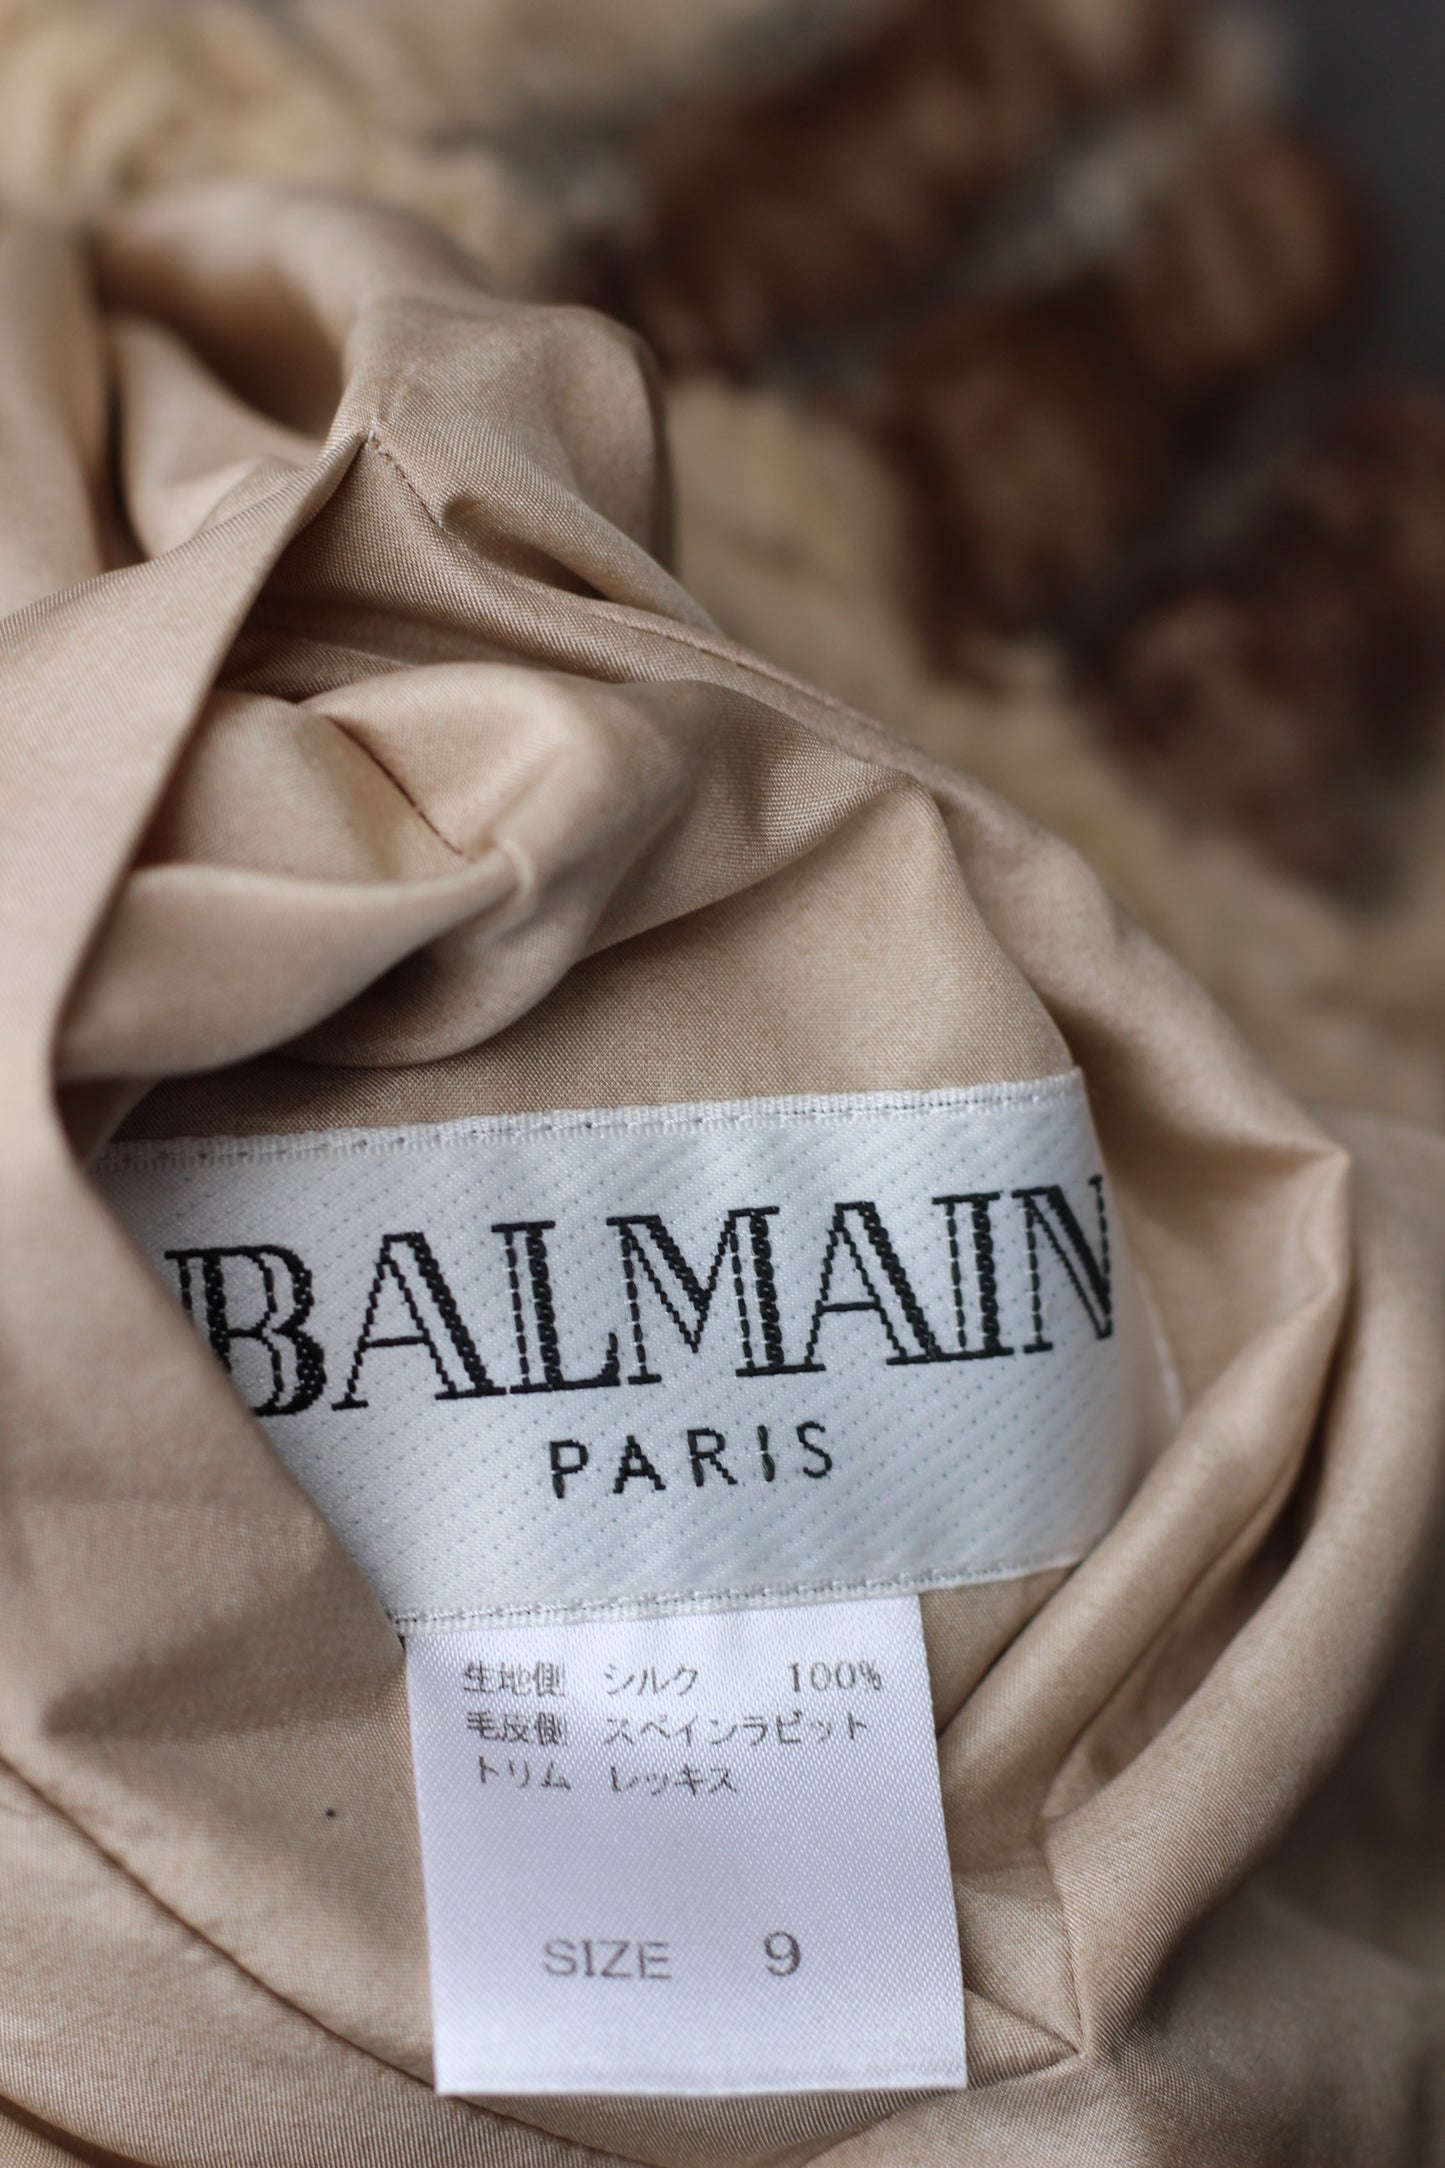 BALMAIN
PARIS
生地側 シルク 100%
毛皮側 スペインラビット
トリム レッキス
SIZE 9